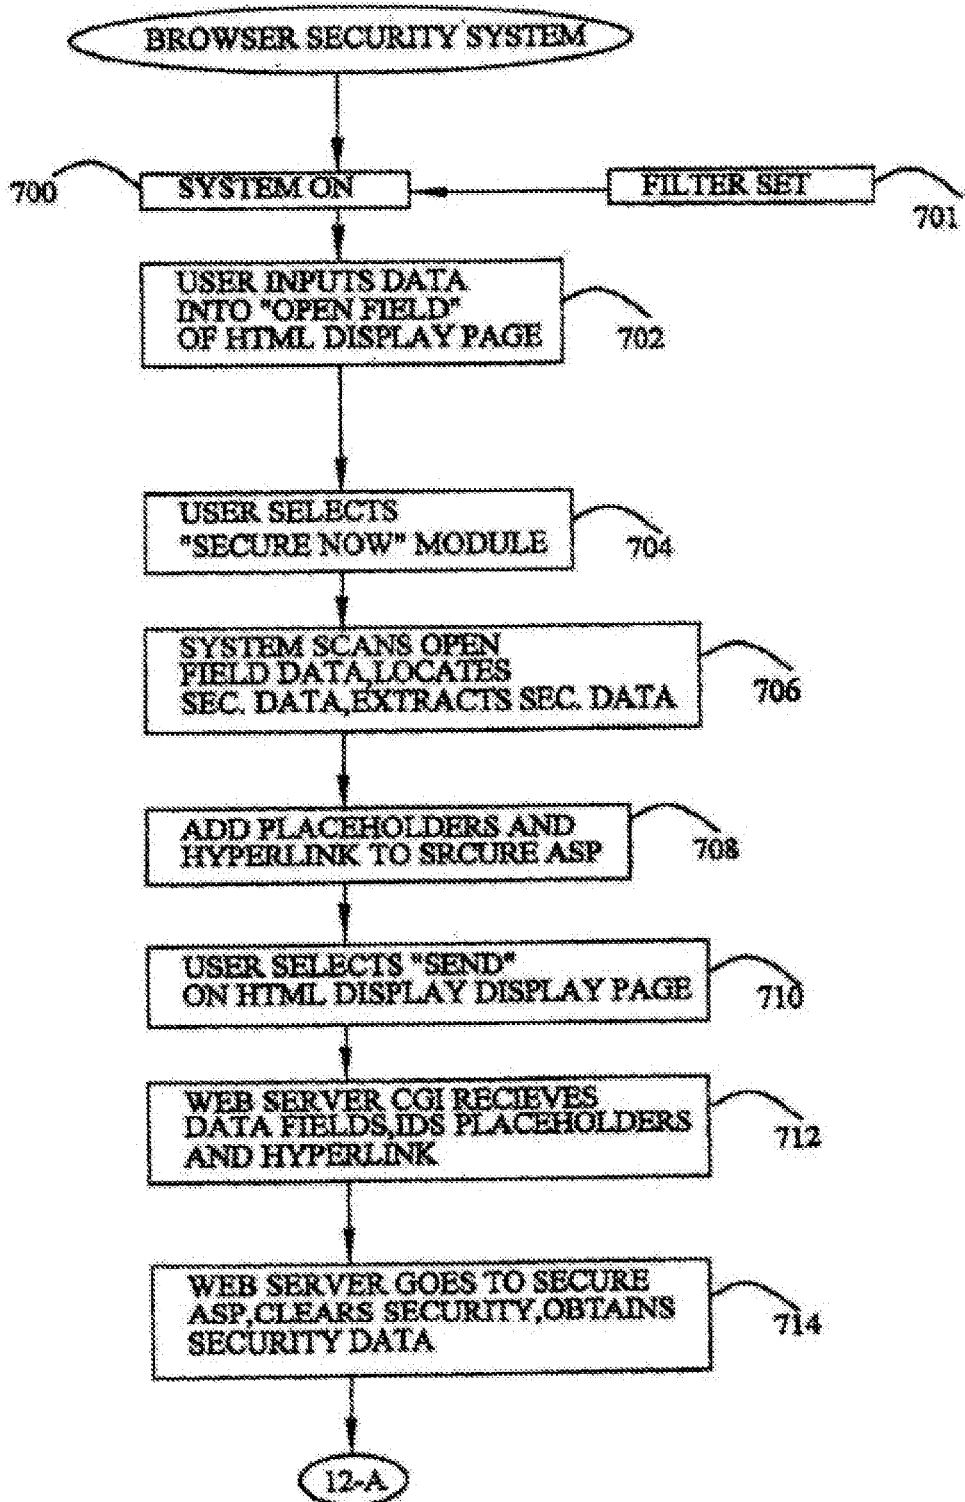 BROWSER SECURITY SYSTEM
700
SYSTEM ON
FILTER SET
701
USER INPUTS DATA
INTO "OPEN FIELD"
OF HTML DISPLAY PAGE
702
USER SELECTS
"SECURE NOW" MODULE
704
SYSTEM SCANS OPEN
FIELD DATA,LOCATES
SEC. DATA,EXTRACTS SEC. DATA
706
ADD PLACEHOLDERS AND
HYPERLINK TO SRCURE ASP
708
USER SELECTS "SEND"
ON HTML DISPLAY DISPLAY PAGE
710
WEB SERVER CGI RECIEVES
DATA FIELDS,IDS PLACEHOLDERS
AND HYPERLINK
712
WEB SERVER GOES TO SECURE
ASP,CLEARS SECURITY,OBTAINS
SECURITY DATA
714
12-A